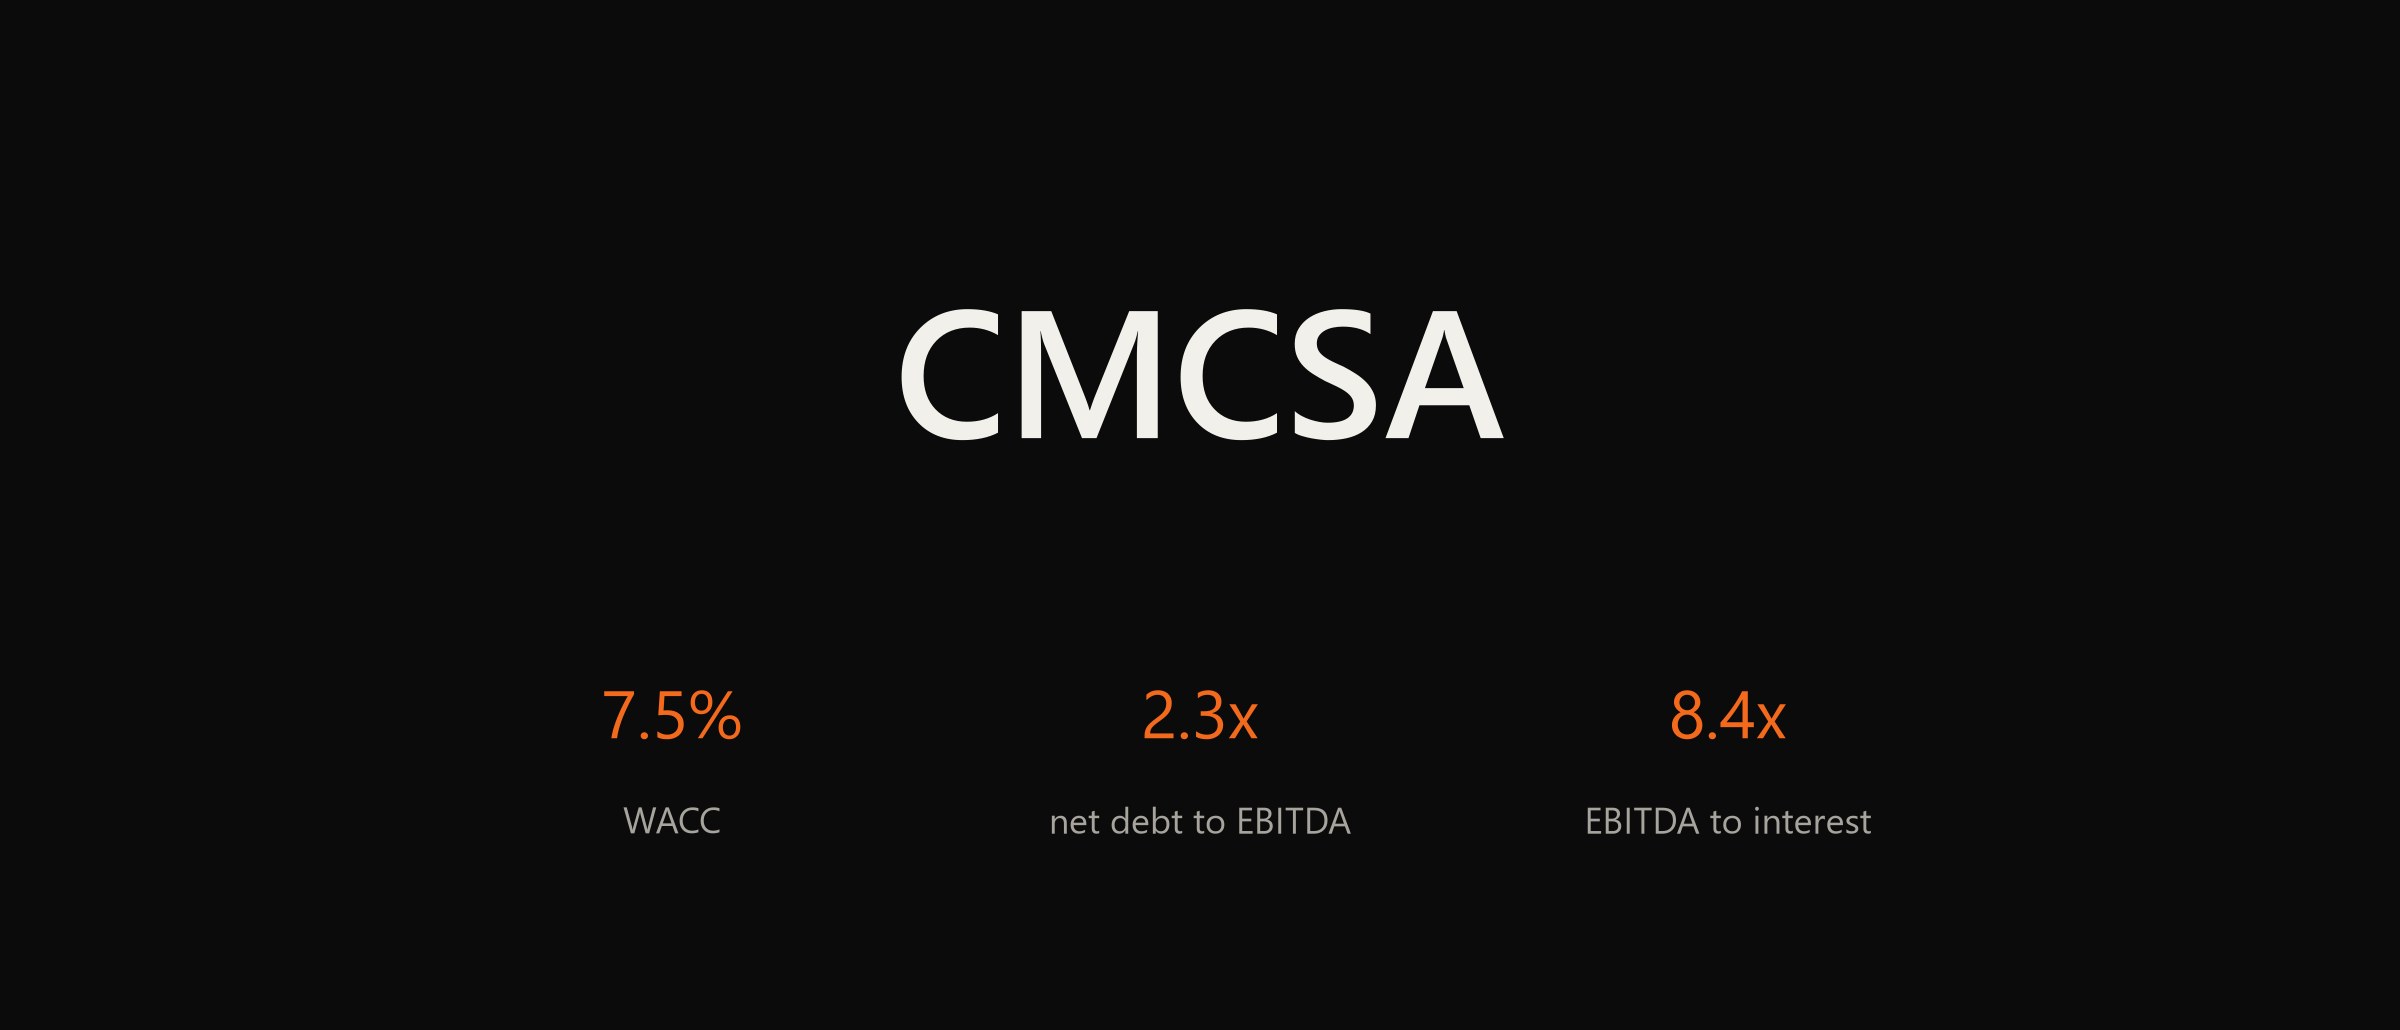 CMCSA
7.5% 2.3x 8.4x
WACC net debt to EBITDA EBITDA to interest